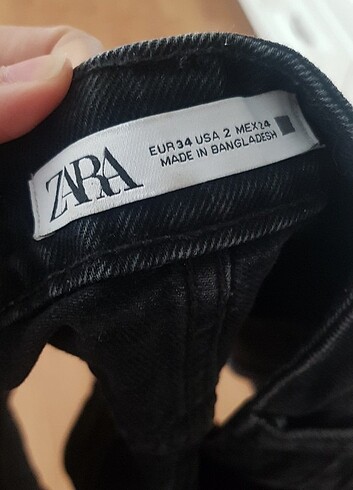 ZARA
EUR 34 USA 2 MEX 24
MADE IN BANGLADESH